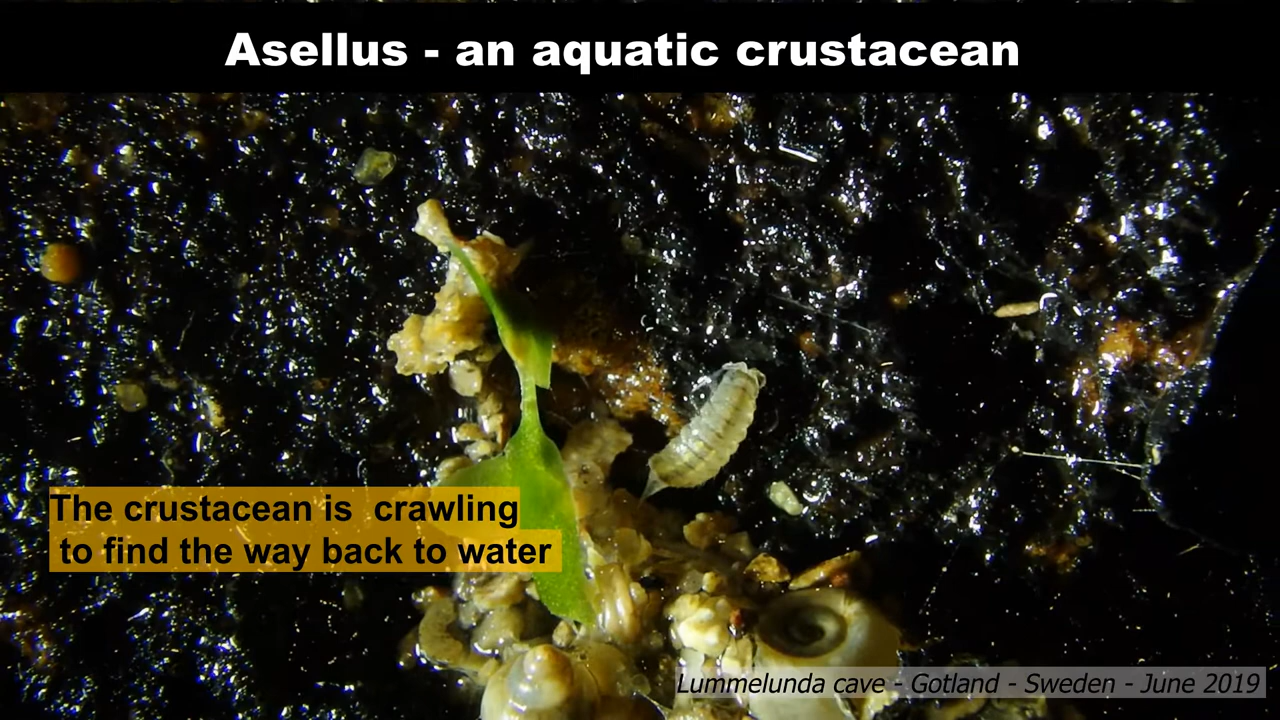 Asellus - an aquatic crustacean
The crustacean is  crawling
to find the way back to water
Lummelunda cave - Gotland - Sweden - June 2019